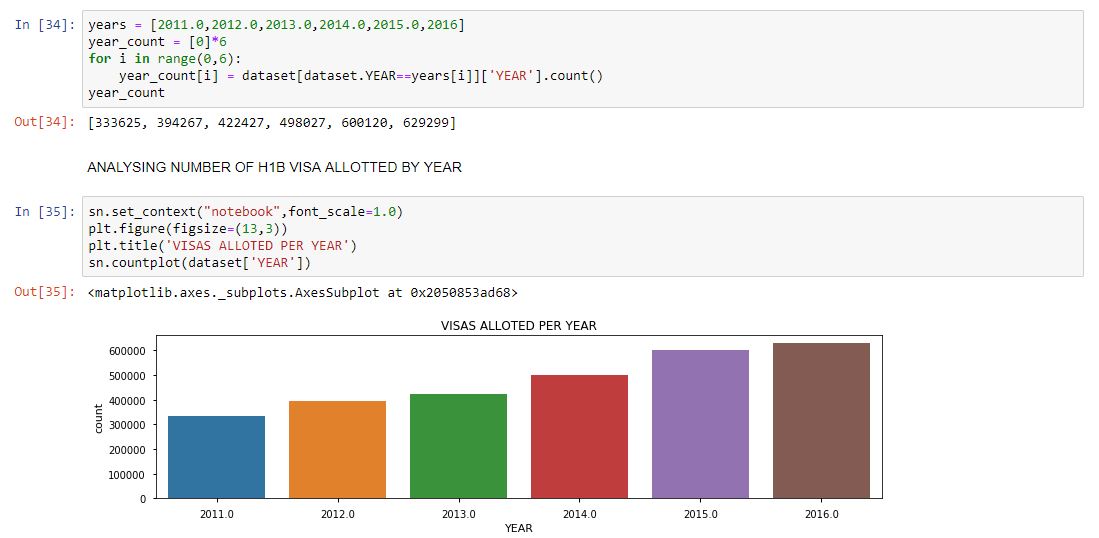 In [34]: years = [2011.0,2012.0,2013.0,2014.0,2015.0,2016]
year_count = [0]*6
for i in range(0,6):
    year_count[i] = dataset[dataset.YEAR==years[i]]['YEAR'].count()
year_count
Out[34]: [333625, 394267, 422427, 498027, 600120, 629299]
ANALYSING NUMBER OF H1B VISA ALLOTTED BY YEAR
In [35]: sn.set_context("notebook",font_scale=1.0)
plt.figure(figsize=(13,3))
plt.title('VISAS ALLOTED PER YEAR')
sn.countplot(dataset['YEAR'])
Out[35]: <matplotlib.axes._subplots.AxesSubplot at 0x2050853ad68>
VISAS ALLOTED PER YEAR
600000
500000
400000
300000
200000
100000
0
count
2011.0 2012.0 2013.0 2014.0 2015.0 2016.0
YEAR